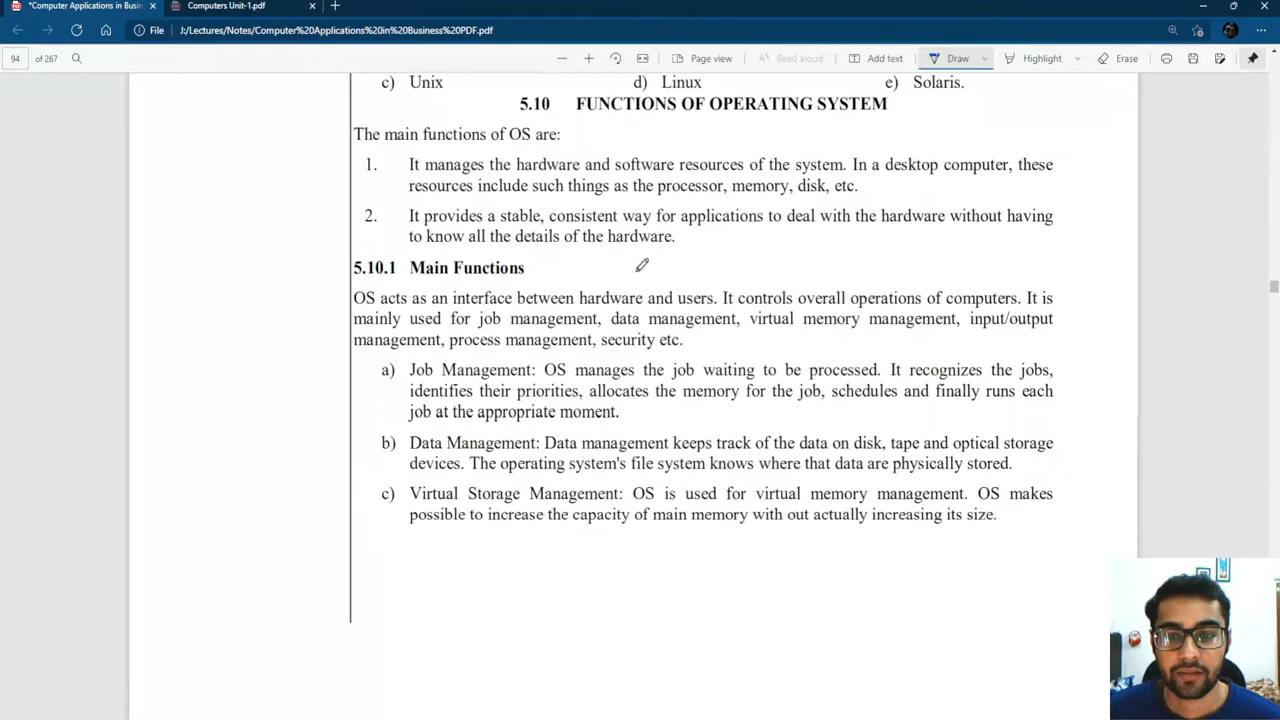 *Computer Applications in Busin
Computers Unit-1.pdf
File
J:/Lectures/Notes/Computer%20Applications%20in%20Business%20PDF.pdf
94 of 267
Page view
Read aloud
Add text
Draw
Highlight
Erase
c) Unix d) Linux e) Solaris.
5.10 FUNCTIONS OF OPERATING SYSTEM
The main functions of OS are:
1. It manages the hardware and software resources of the system. In a desktop computer, these
resources include such things as the processor, memory, disk, etc.
2. It provides a stable, consistent way for applications to deal with the hardware without having
to know all the details of the hardware.
5.10.1 Main Functions
OS acts as an interface between hardware and users. It controls overall operations of computers. It is
mainly used for job management, data management, virtual memory management, input/output
management, process management, security etc.
a) Job Management: OS manages the job waiting to be processed. It recognizes the jobs,
identifies their priorities, allocates the memory for the job, schedules and finally runs each
job at the appropriate moment.
b) Data Management: Data management keeps track of the data on disk, tape and optical storage
devices. The operating system's file system knows where that data are physically stored.
c) Virtual Storage Management: OS is used for virtual memory management. OS makes
possible to increase the capacity of main memory with out actually increasing its size.